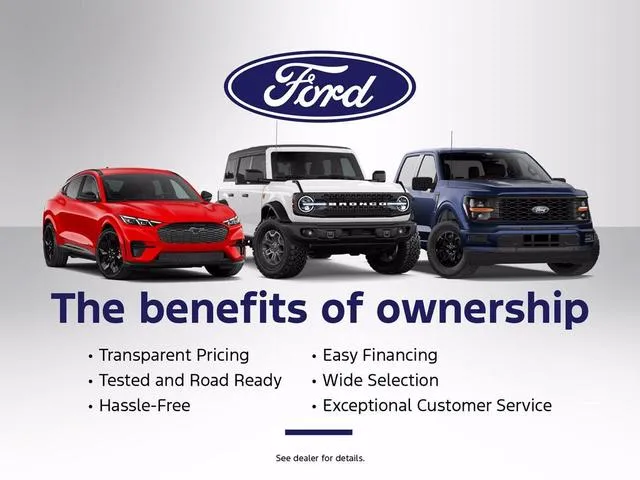 Ford
BRONCO
Ford
The benefits of ownership
• Transparent Pricing
• Tested and Road Ready
• Hassle-Free
• Easy Financing
• Wide Selection
• Exceptional Customer Service
See dealer for details.